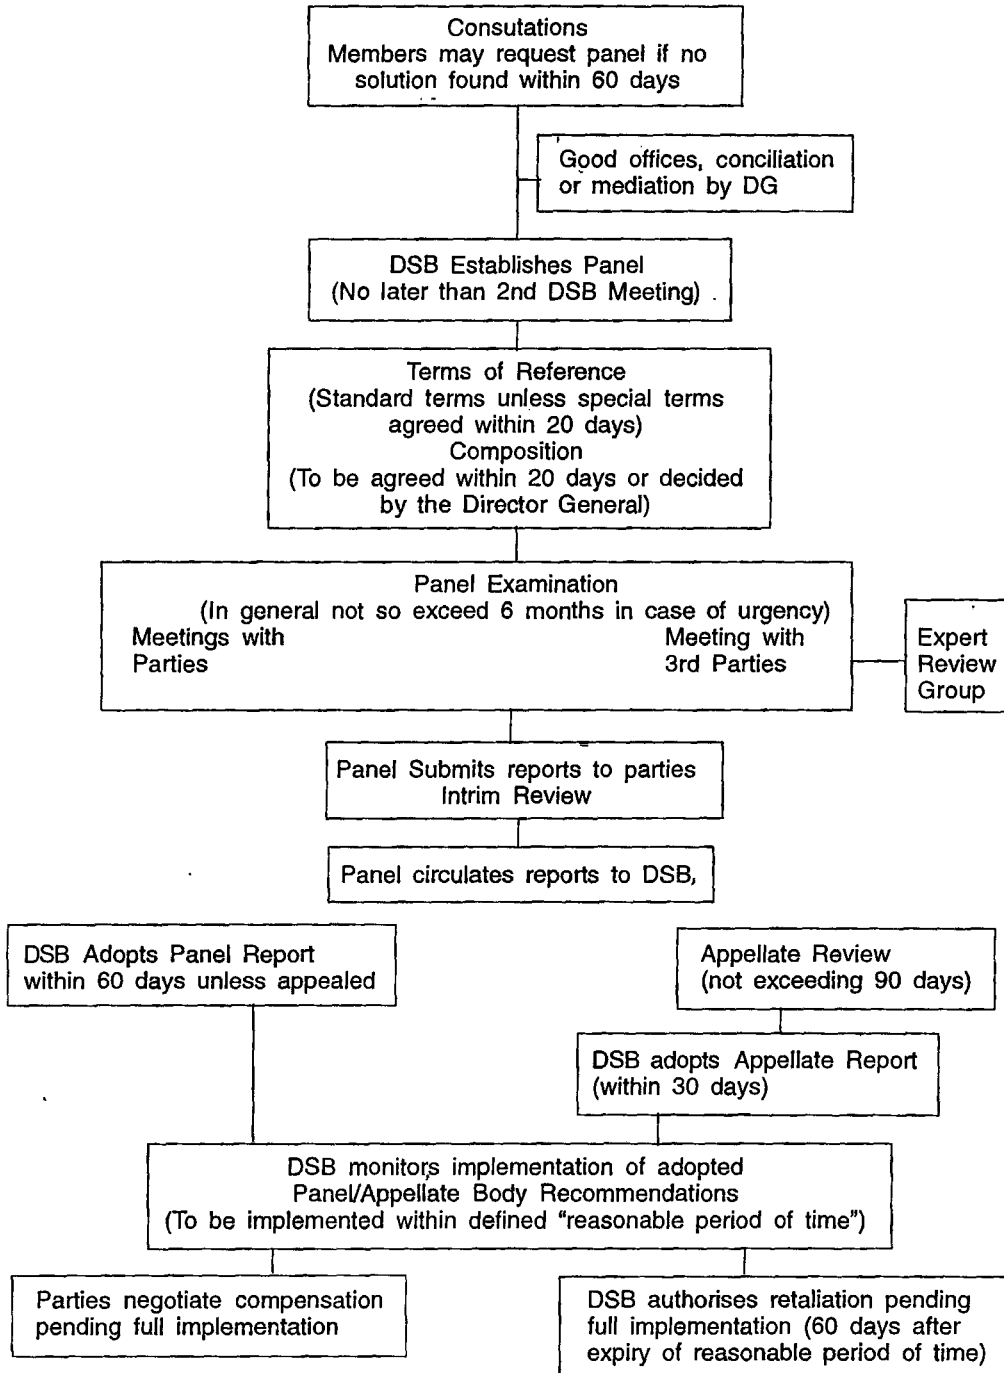 Consutations
Members may request panel if no
solution found within 60 days
Good offices, conciliation
or mediation by DG
DSB Establishes Panel
(No later than 2nd DSB Meeting)
Terms of Reference
(Standard terms unless special terms
agreed within 20 days)
Composition
(To be agreed within 20 days or decided
by the Director General)
Panel Examination
(In general not so exceed 6 months in case of urgency)
Meetings with
Parties
Meeting with
3rd Parties
Expert
Review
Group
Panel Submits reports to parties
Intrim Review
Panel circulates reports to DSB,
DSB Adopts Panel Report
within 60 days unless appealed
Appellate Review
(not exceeding 90 days)
DSB adopts Appellate Report
(within 30 days)
DSB monitors implementation of adopted
Panel/Appellate Body Recommendations
(To be implemented within defined “reasonable period of time”)
Parties negotiate compensation
pending full implementation
DSB authorises retaliation pending
full implementation (60 days after
expiry of reasonable period of time)